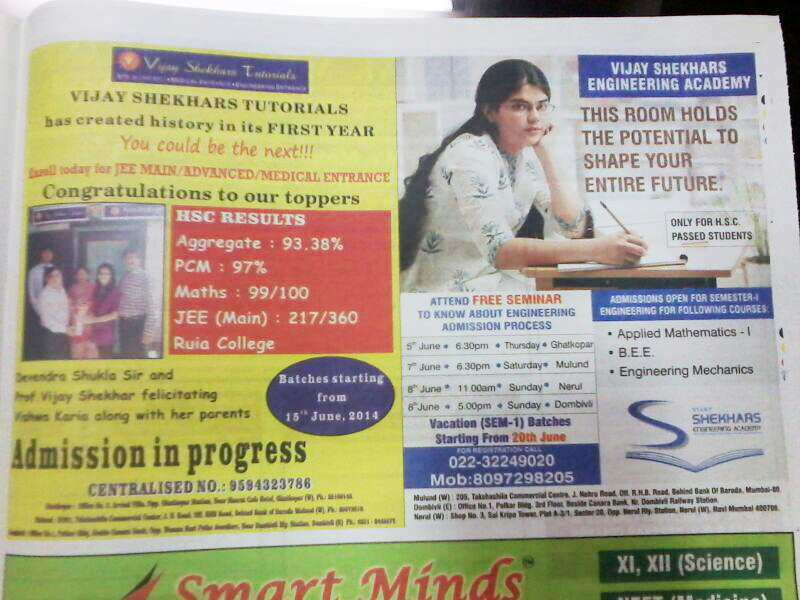 Vijay Shekhars Tutorials
VIJAY SHEKHARS TUTORIALS
has created history in its FIRST YEAR
You could be the next!!!
Enroll today for JEE MAIN/ADVANCED/MEDICAL ENTRANCE
Congratulations to our toppers
HSC RESULTS
Aggregate : 93.38%
PCM : 97%
Maths : 99/100
JEE (Main) : 217/360
Ruia College
Devendra Shukla Sir and
Prof. Vijay Shekhar felicitating
Vishwa Karia along with her parents
Batches starting
from
15th June, 2014
Admission in progress
CENTRALISED NO.: 9594323786
VIJAY SHEKHARS
ENGINEERING ACADEMY
THIS ROOM HOLDS
THE POTENTIAL TO
SHAPE YOUR
ENTIRE FUTURE.
ONLY FOR H.S.C.
PASSED STUDENTS
ATTEND FREE SEMINAR
TO KNOW ABOUT ENGINEERING
ADMISSION PROCESS
5th June • 6.30pm • Thursday • Ghatkopar
7th June • 6.30pm • Saturday • Mulund
8th June • 11.00am • Sunday • Nerul
8th June • 5.00pm • Sunday • Dombivli
Vacation (SEM-1) Batches
Starting From 20th June
FOR REGISTRATION CALL
022-32249020
Mob:8097298205
ADMISSIONS OPEN FOR SEMESTER-I
ENGINEERING FOR FOLLOWING COURSES:
• Applied Mathematics - I
• B.E.E.
• Engineering Mechanics
VIJAY
SHEKHARS
ENGINEERING ACADEMY
Mulund (W) : 205, Takshashila Commercial Centre, J. Nehru Road, Off. R.H.B. Road, Behind Bank Of Baroda, Mumbai-80.
Dombivli (E) : Office No.1, Patkar Bldg. 3rd Floor, Beside Canara Bank, Nr. Dombivli Railway Station.
Nerul (W) : Shop No. 3, Sai Kripa Tower, Plot A-3/1, Sector-20, Opp. Nerul Rly. Station, Nerul (W), Navi Mumbai 400706.
Smart Minds
XI, XII (Science)
NEET (Medicine)